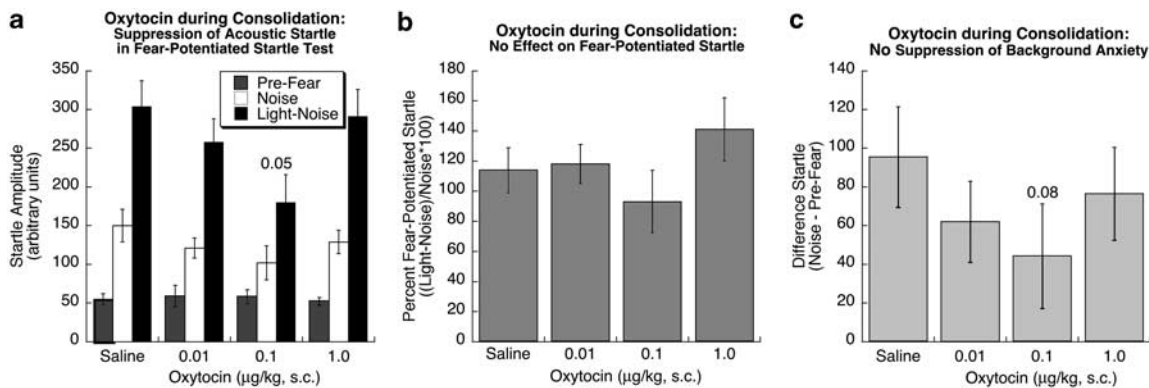 a
Oxytocin during Consolidation:
Suppression of Acoustic Startle
in Fear-Potentiated Startle Test
Startle Amplitude
(arbitrary units)
350
300
250
200
150
100
50
0
Pre-Fear
Noise
Light-Noise
0.05
Saline 0.01 0.1 1.0
Oxytocin (μg/kg, s.c.)
b
Oxytocin during Consolidation:
No Effect on Fear-Potentiated Startle
Percent Fear-Potentiated Startle
((Light-Noise)/Noise*100)
180
160
140
120
100
80
60
40
20
0
Saline 0.01 0.1 1.0
Oxytocin (μg/kg, s.c.)
c
Oxytocin during Consolidation:
No Suppression of Background Anxiety
Difference Startle
(Noise - Pre-Fear)
140
120
100
80
60
40
20
0
0.08
Saline 0.01 0.1 1.0
Oxytocin (μg/kg, s.c.)